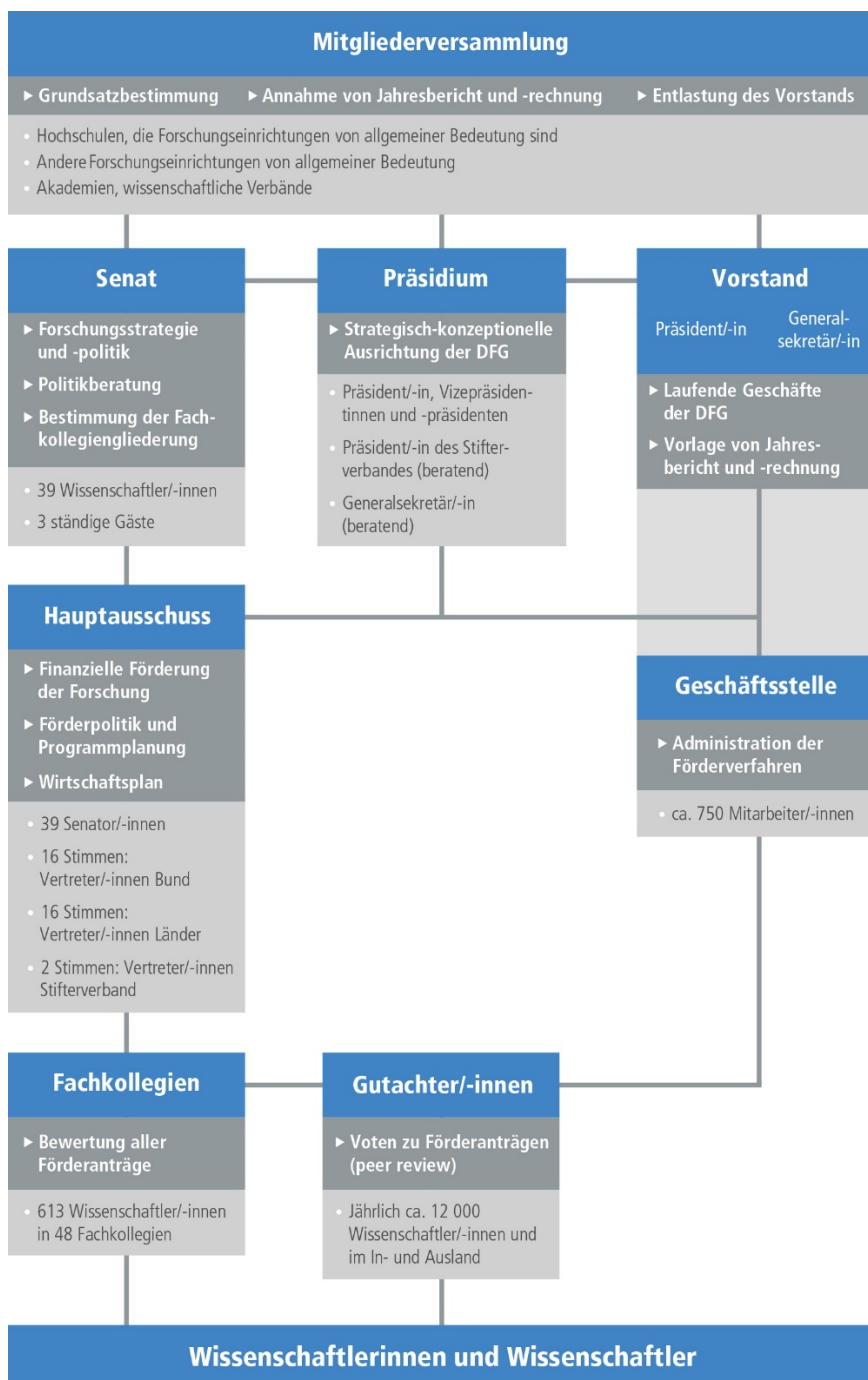 Mitgliederversammlung
▸ Grundsatzbestimmung ▸ Annahme von Jahresbericht und -rechnung ▸ Entlastung des Vorstands
• Hochschulen, die Forschungseinrichtungen von allgemeiner Bedeutung sind
• Andere Forschungseinrichtungen von allgemeiner Bedeutung
• Akademien, wissenschaftliche Verbände
Senat
▸ Forschungsstrategie
und -politik
▸ Politikberatung
▸ Bestimmung der Fach-
kollegiengliederung
• 39 Wissenschaftler/-innen
• 3 ständige Gäste
Präsidium
▸ Strategisch-konzeptionelle
Ausrichtung der DFG
• Präsident/-in, Vizepräsiden-
tinnen und -präsidenten
• Präsident/-in des Stifter-
verbandes (beratend)
• Generalsekretär/-in
(beratend)
Vorstand
Präsident/-in
General-
sekretär/-in
▸ Laufende Geschäfte
der DFG
▸ Vorlage von Jahres-
bericht und -rechnung
Hauptausschuss
▸ Finanzielle Förderung
der Forschung
▸ Förderpolitik und
Programmplanung
▸ Wirtschaftsplan
• 39 Senator/-innen
• 16 Stimmen:
Vertreter/-innen Bund
• 16 Stimmen:
Vertreter/-innen Länder
• 2 Stimmen: Vertreter/-innen
Stifterverband
Geschäftsstelle
▸ Administration der
Förderverfahren
• ca. 750 Mitarbeiter/-innen
Fachkollegien
▸ Bewertung aller
Förderanträge
• 613 Wissenschaftler/-innen
in 48 Fachkollegien
Gutachter/-innen
▸ Voten zu Förderanträgen
(peer review)
• Jährlich ca. 12 000
Wissenschaftler/-innen und
im In- und Ausland
Wissenschaftlerinnen und Wissenschaftler